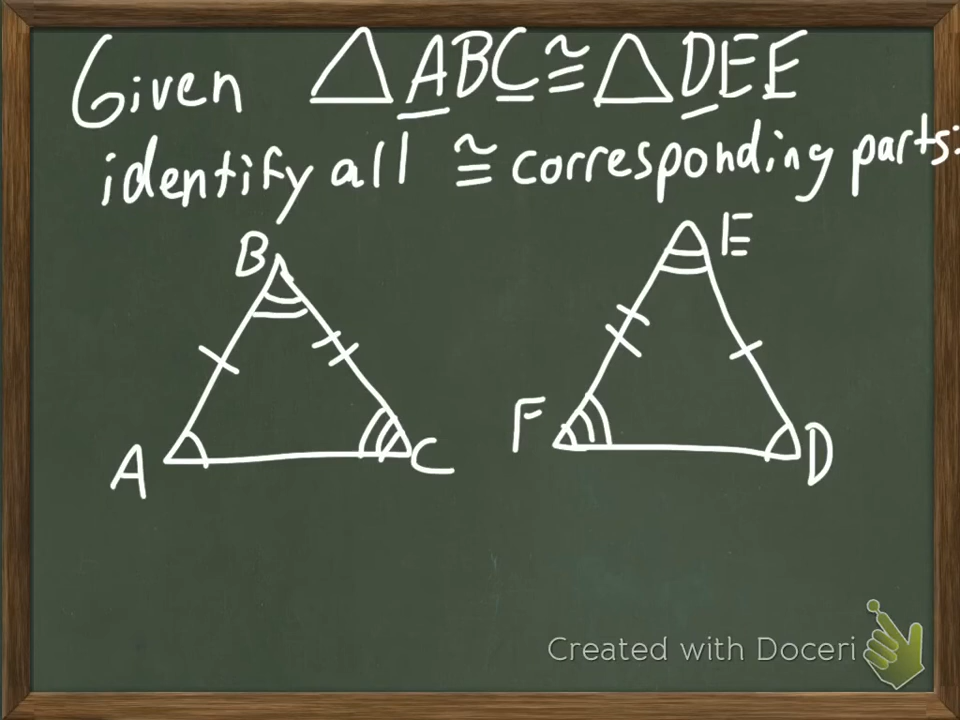 Given △ABC≅△DEE
identify all ≅ corresponding parts:
B E
A C F D
Created with Doceri